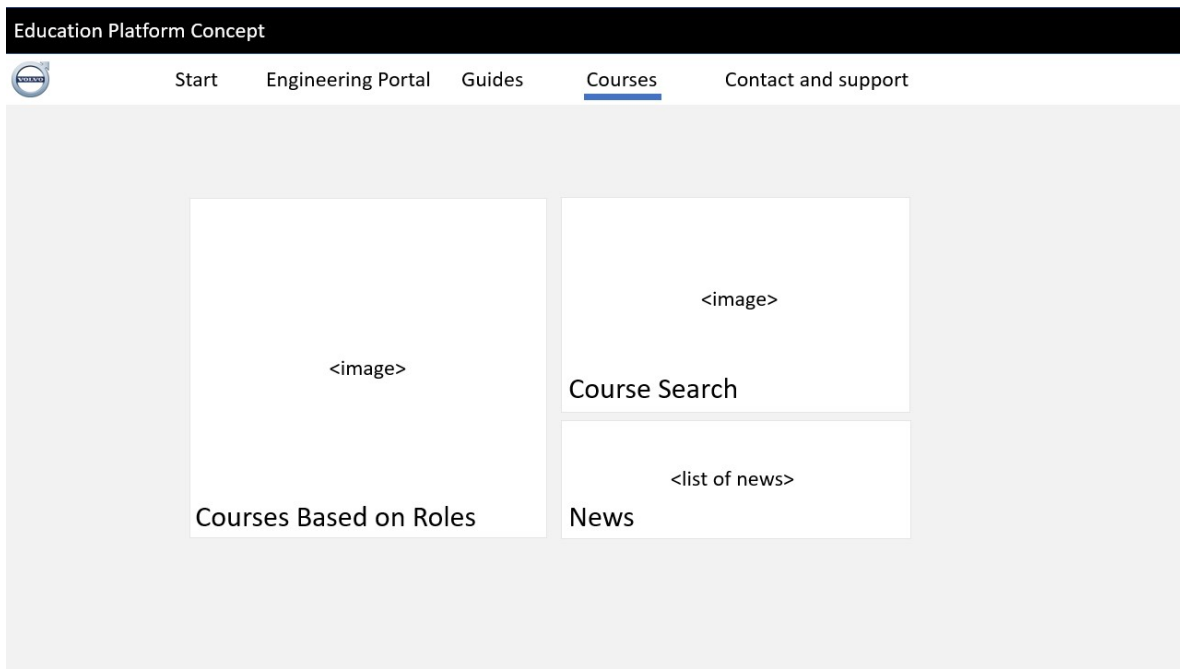 Education Platform Concept
VOLVO
Start Engineering Portal Guides Courses Contact and support
<image>
Courses Based on Roles
<image>
Course Search
<list of news>
News